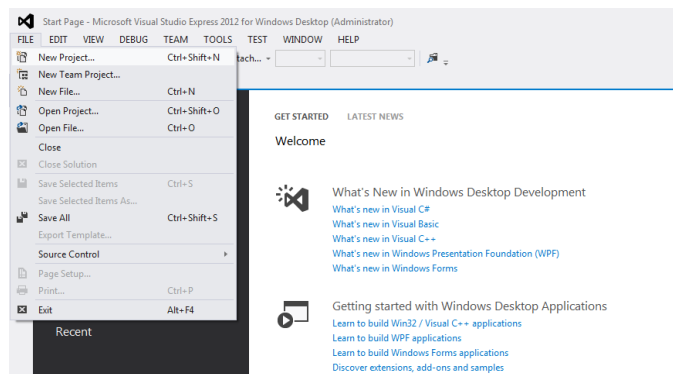 Start Page - Microsoft Visual Studio Express 2012 for Windows Desktop (Administrator)
FILE EDIT VIEW DEBUG TEAM TOOLS TEST WINDOW HELP
New Project... Ctrl+Shift+N
tach...
New Team Project...
New File... Ctrl+N
Open Project... Ctrl+Shift+O
Open File... Ctrl+O
Close
Close Solution
Save Selected Items Ctrl+S
Save Selected Items As...
Save All Ctrl+Shift+S
Export Template...
Source Control
Page Setup...
Print... Ctrl+P
Exit Alt+F4
Recent
GET STARTED LATEST NEWS
Welcome
What's New in Windows Desktop Development
What's new in Visual C#
What's new in Visual Basic
What's new in Visual C++
What's new in Windows Presentation Foundation (WPF)
What's new in Windows Forms
Getting started with Windows Desktop Applications
Learn to build Win32 / Visual C++ applications
Learn to build WPF applications
Learn to build Windows Forms applications
Discover extensions, add-ons and samples